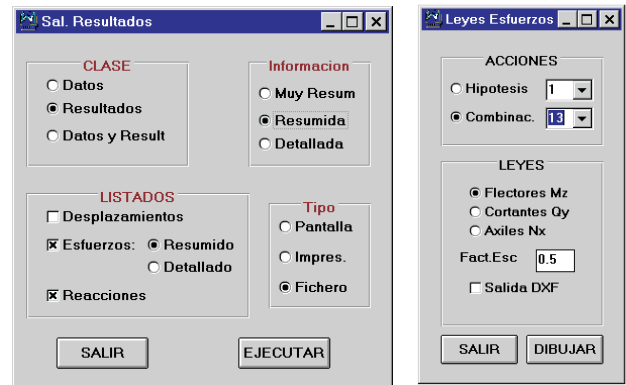 Sal. Resultados
CLASE
Datos
Resultados
Datos y Result
Informacion
Muy Resum
Resumida
Detallada
LISTADOS
Desplazamientos
Esfuerzos: Resumido
Detallado
Reacciones
Tipo
Pantalla
Impres.
Fichero
SALIR
EJECUTAR
Leyes Esfuerzos
ACCIONES
Hipotesis 1
Combinac. 13
LEYES
Flectores Mz
Cortantes Qy
Axiles Nx
Fact.Esc 0.5
Salida DXF
SALIR
DIBUJAR